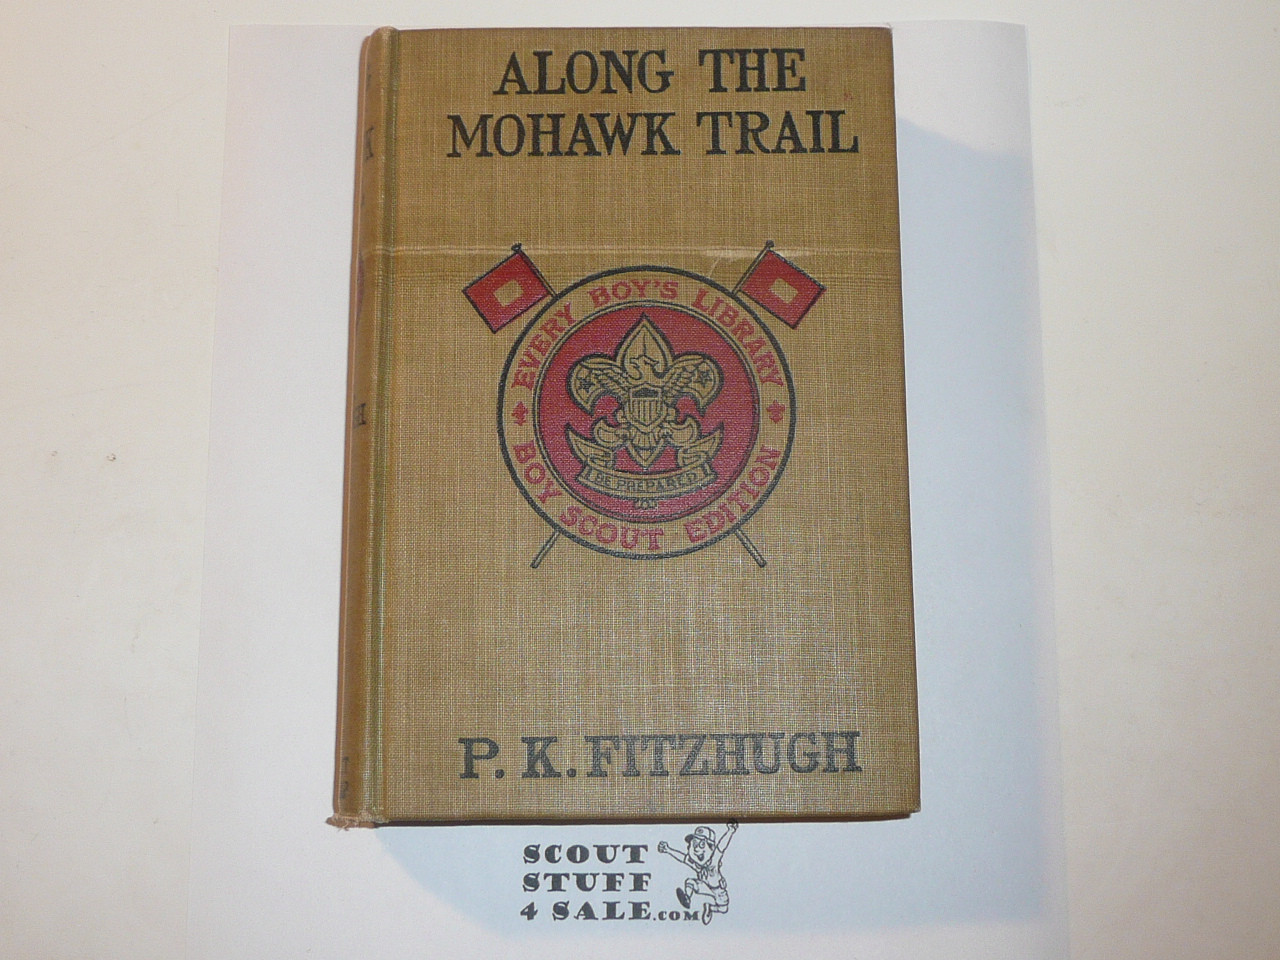 ALONG THE
MOHAWK TRAIL
EVERY BOY'S LIBRARY
BE PREPARED
BOY SCOUT EDITION
P. K. FITZHUGH
SCOUT
STUFF
4 SALE.com